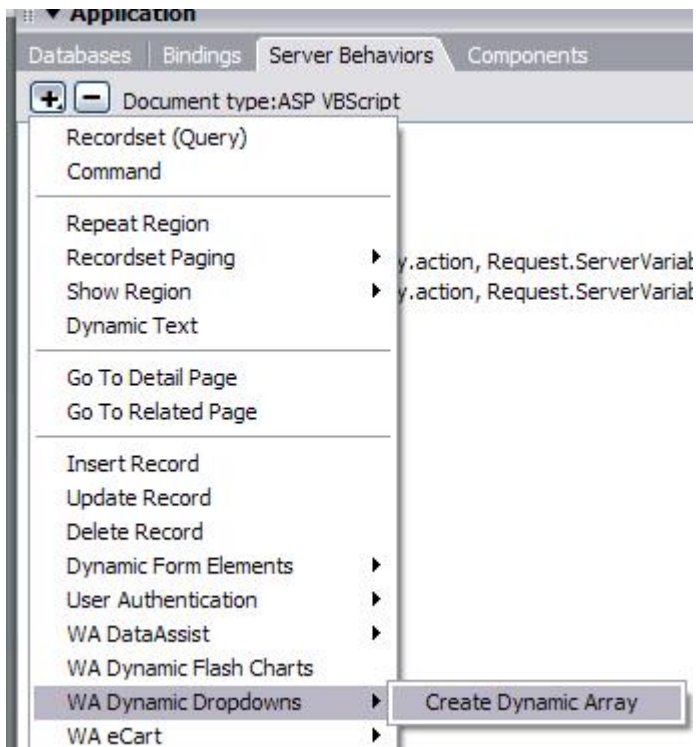 Application
Databases Bindings Server Behaviors Components
+ - Document type:ASP VBScript
Recordset (Query)
Command
Repeat Region
Recordset Paging
y.action, Request.ServerVariab
Show Region
y.action, Request.ServerVariab
Dynamic Text
Go To Detail Page
Go To Related Page
Insert Record
Update Record
Delete Record
Dynamic Form Elements
User Authentication
WA DataAssist
WA Dynamic Flash Charts
WA Dynamic Dropdowns Create Dynamic Array
WA eCart